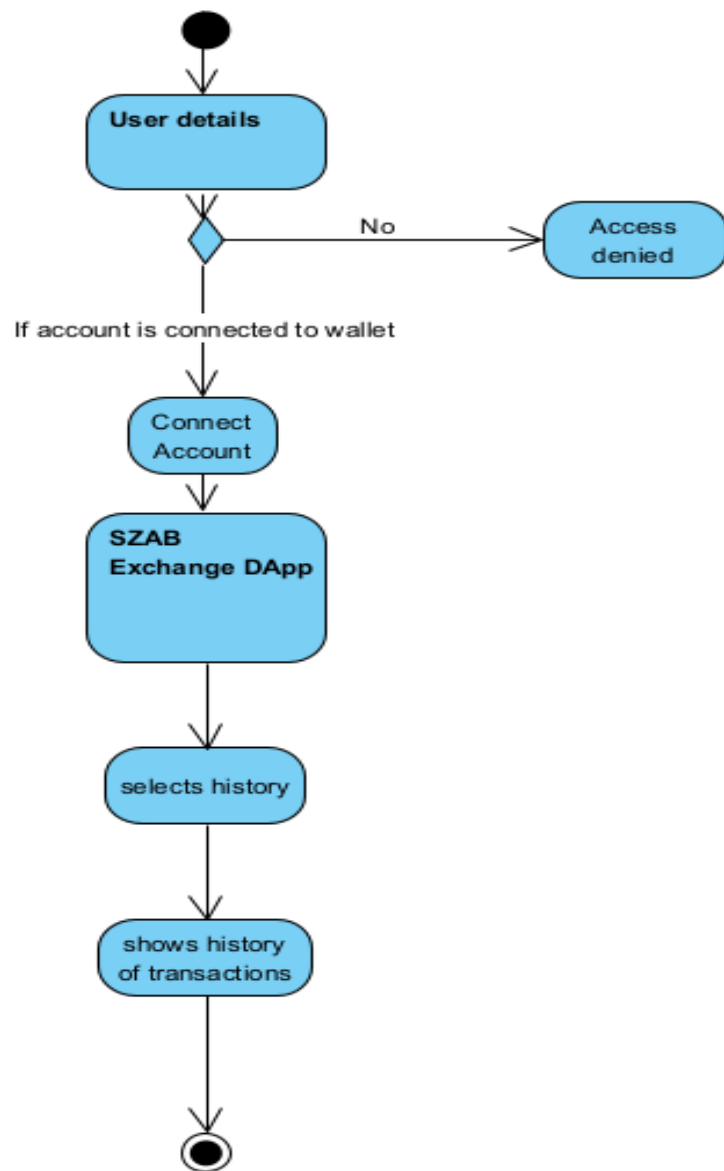 User details
No
Access
denied
If account is connected to wallet
Connect
Account
SZAB
Exchange DApp
selects history
shows history
of transactions